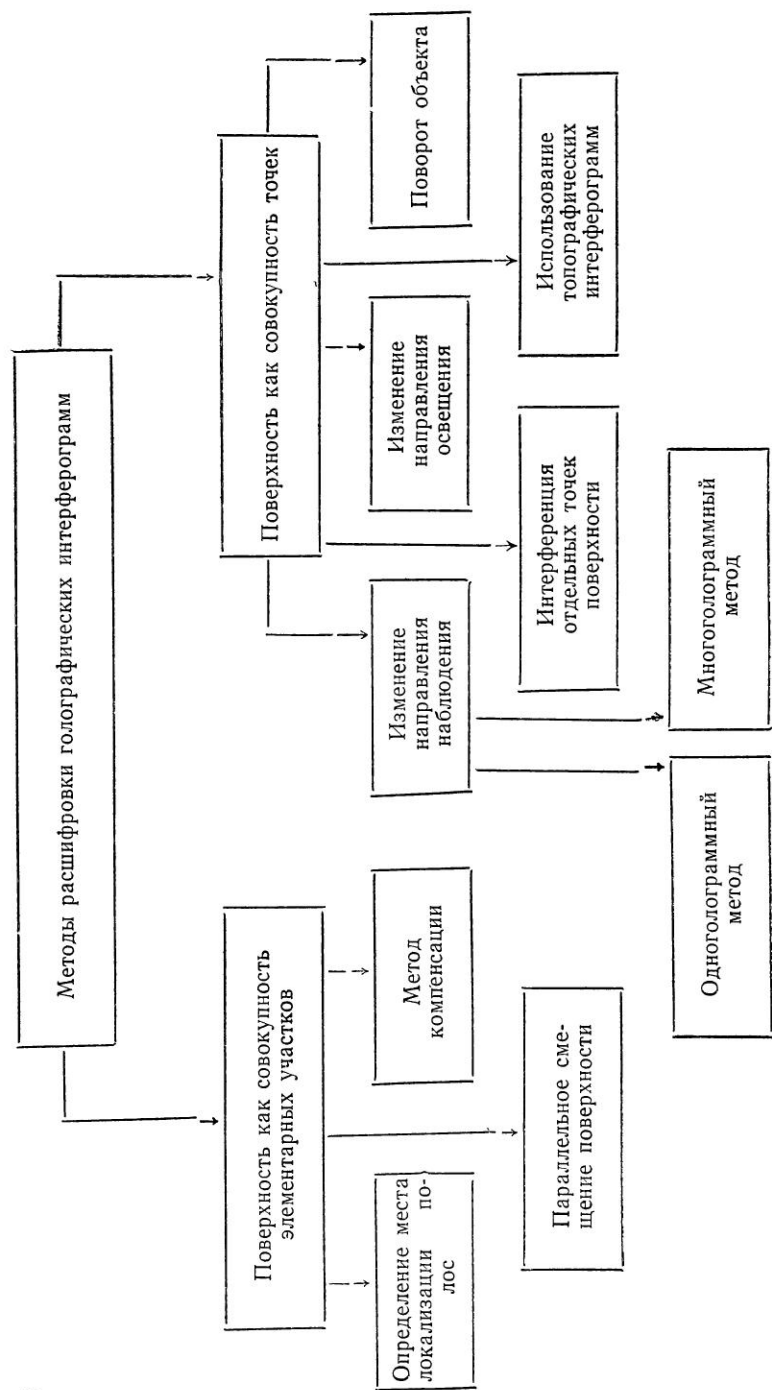 Методы расшифровки голографических интерферограмм
Поверхность как совокупность
элементарных участков
Поверхность как совокупность точек
Определение места
локализации по-
лос
Метод
компенсации
Изменение
направления
наблюдения
Изменение
направления
освещения
Поворот объекта
Параллельное сме-
щение поверхности
Интерференция
отдельных точек
поверхности
Использование
топографических
интерферограмм
Одноголограммный
метод
Многоголограммный
метод